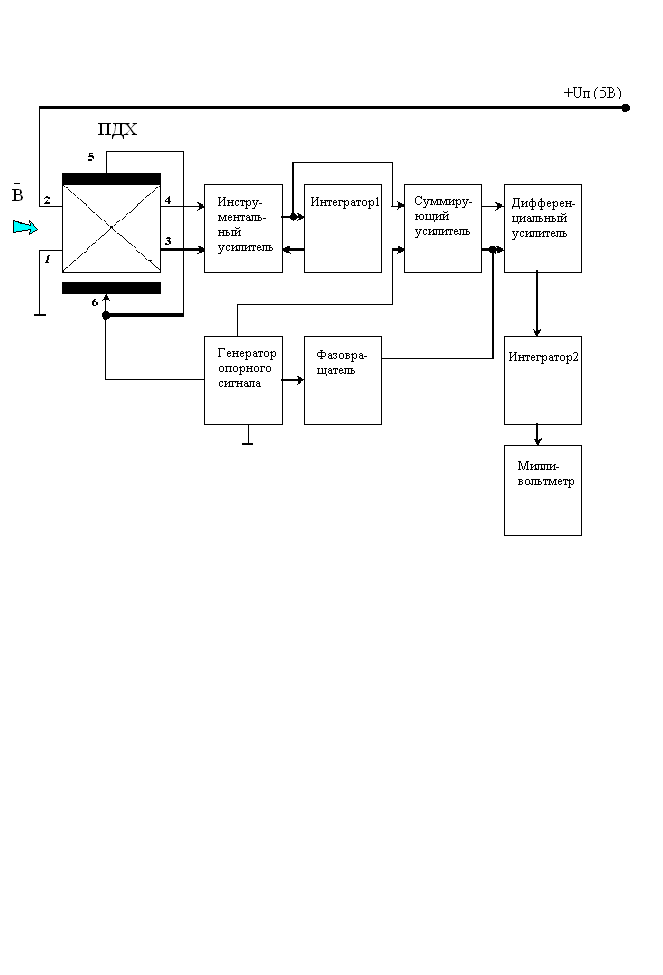 +Uп (5В)
ПДХ
5
B
2
4
1
3
6
Инстру-
менталь-
ный
усилитель
Интегратор1
Суммиру-
ющий
усилитель
Дифферен-
циальный
усилитель
Генератор
опорного
сигнала
Фазовра-
щатель
Интегратор2
Милли-
вольтметр